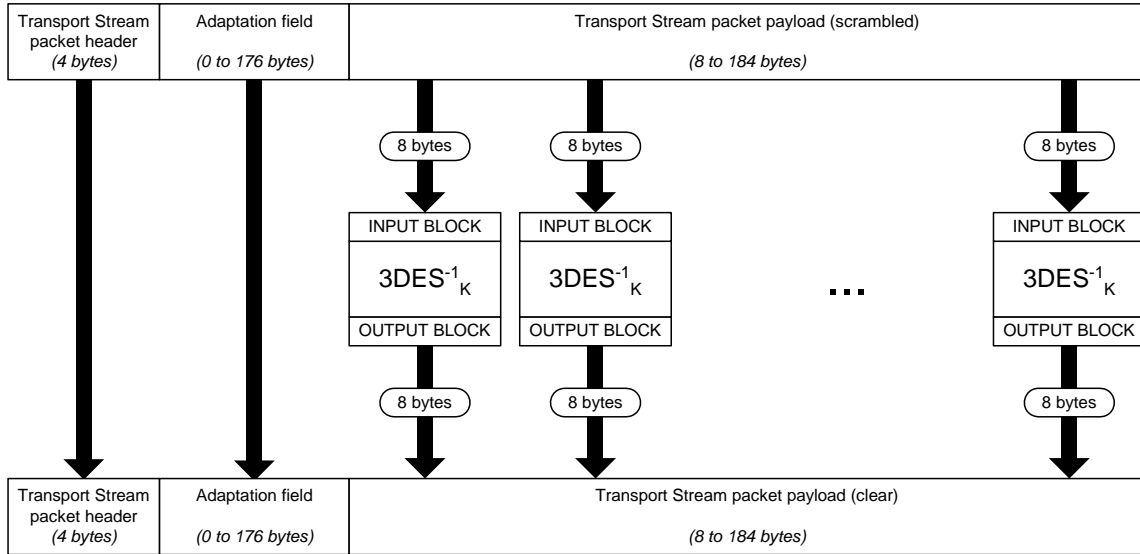 Transport Stream
packet header
(4 bytes)
Adaptation field
(0 to 176 bytes)
Transport Stream packet payload (scrambled)
(8 to 184 bytes)
8 bytes
8 bytes
8 bytes
INPUT BLOCK
INPUT BLOCK
INPUT BLOCK
3DES-1K
3DES-1K
...
3DES-1K
OUTPUT BLOCK
OUTPUT BLOCK
OUTPUT BLOCK
8 bytes
8 bytes
8 bytes
Transport Stream
packet header
(4 bytes)
Adaptation field
(0 to 176 bytes)
Transport Stream packet payload (clear)
(8 to 184 bytes)